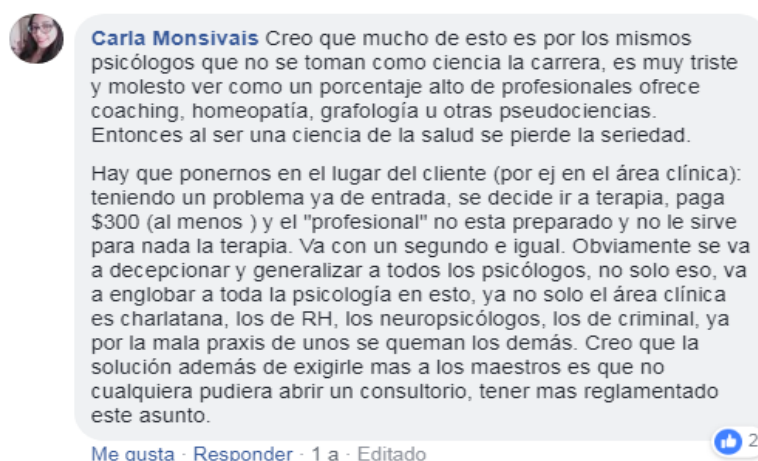 Carla Monsivais Creo que mucho de esto es por los mismos
psicólogos que no se toman como ciencia la carrera, es muy triste
y molesto ver como un porcentaje alto de profesionales ofrece
coaching, homeopatía, grafología u otras pseudociencias.
Entonces al ser una ciencia de la salud se pierde la seriedad.
Hay que ponernos en el lugar del cliente (por ej en el área clínica):
teniendo un problema ya de entrada, se decide ir a terapia, paga
$300 (al menos ) y el "profesional" no esta preparado y no le sirve
para nada la terapia. Va con un segundo e igual. Obviamente se va
a decepcionar y generalizar a todos los psicólogos, no solo eso, va
a englobar a toda la psicología en esto, ya no solo el área clínica
es charlatana, los de RH, los neuropsicólogos, los de criminal, ya
por la mala praxis de unos se queman los demás. Creo que la
solución además de exigirle mas a los maestros es que no
cualquiera pudiera abrir un consultorio, tener mas reglamentado
este asunto.
2
Me gusta · Responder · 1 a · Editado